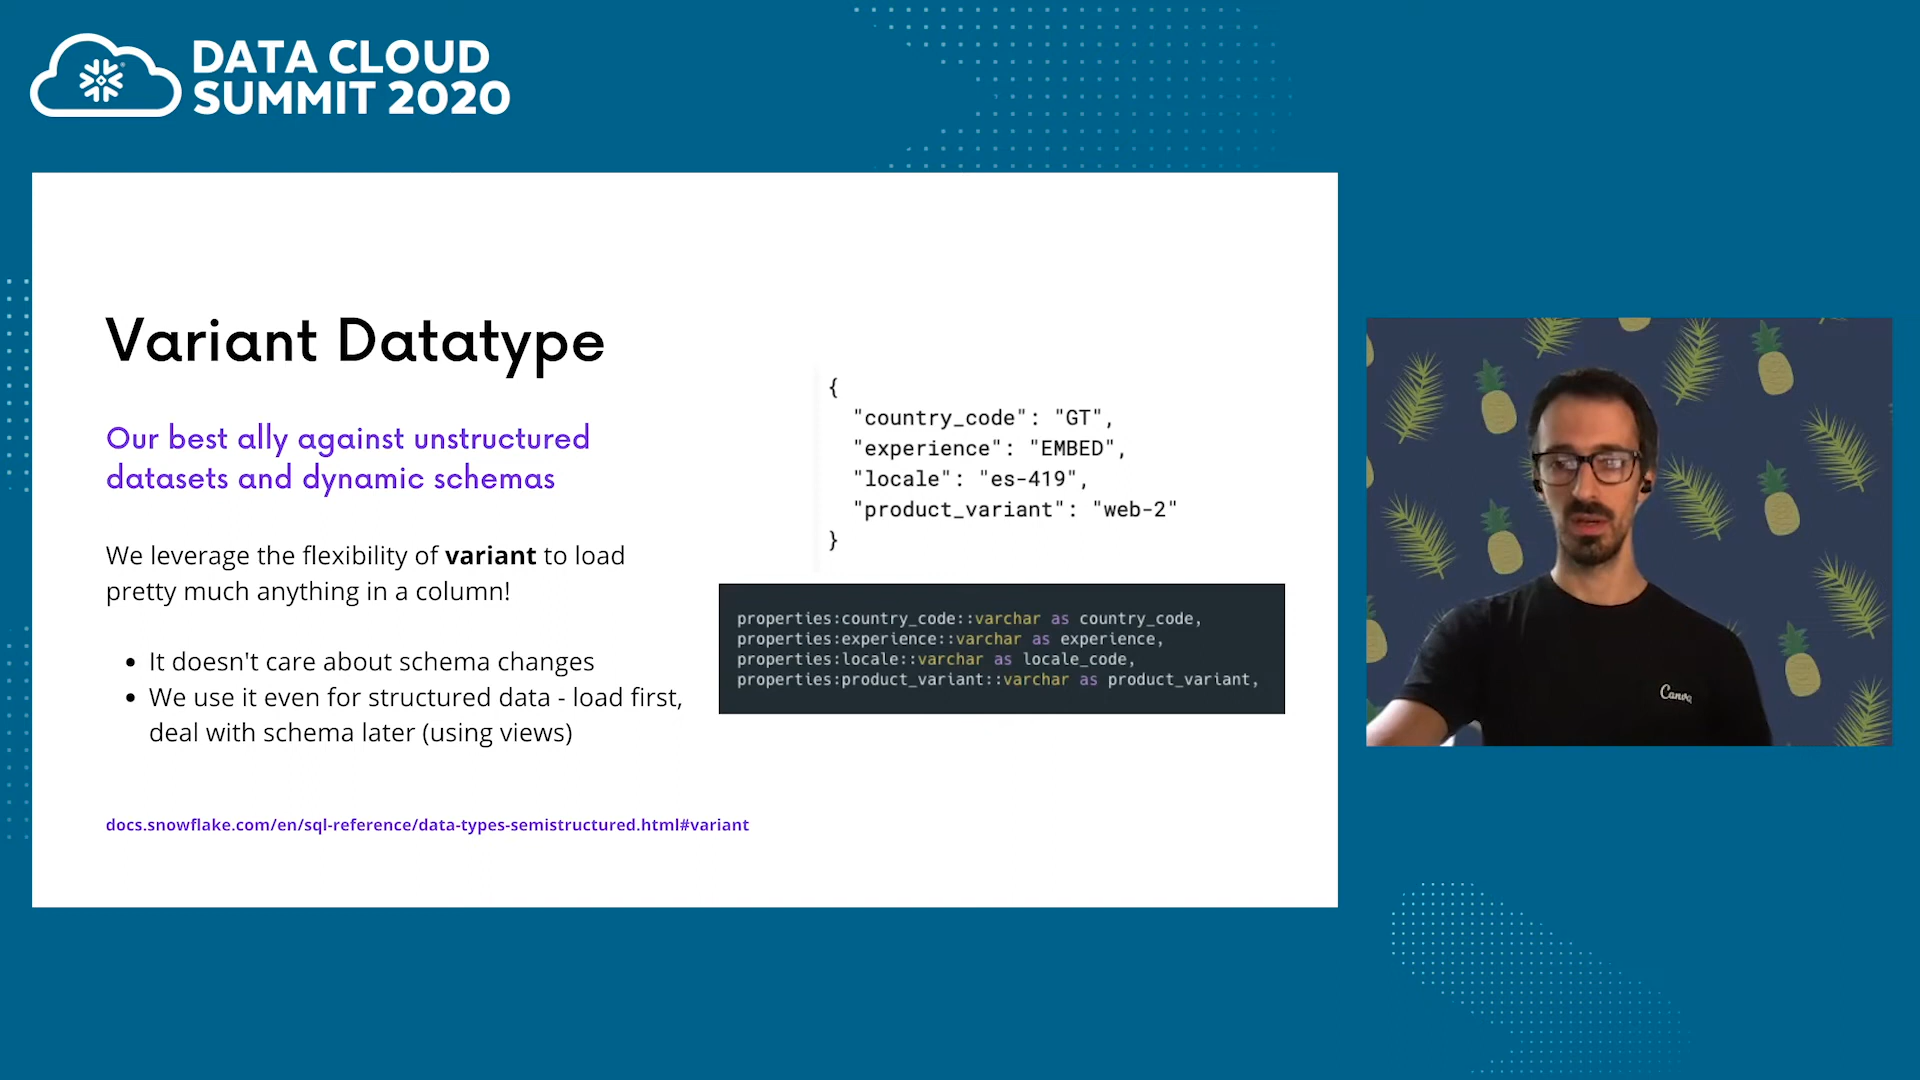 DATA CLOUD
SUMMIT 2020
Variant Datatype
Our best ally against unstructured
datasets and dynamic schemas
We leverage the flexibility of variant to load
pretty much anything in a column!
• It doesn't care about schema changes
• We use it even for structured data - load first,
deal with schema later (using views)
docs.snowflake.com/en/sql-reference/data-types-semistructured.html#variant
{
"country_code": "GT",
"experience": "EMBED",
"locale": "es-419",
"product_variant": "web-2"
}
properties:country_code::varchar as country_code,
properties:experience::varchar as experience,
properties:locale::varchar as locale_code,
properties:product_variant::varchar as product_variant,
Canva